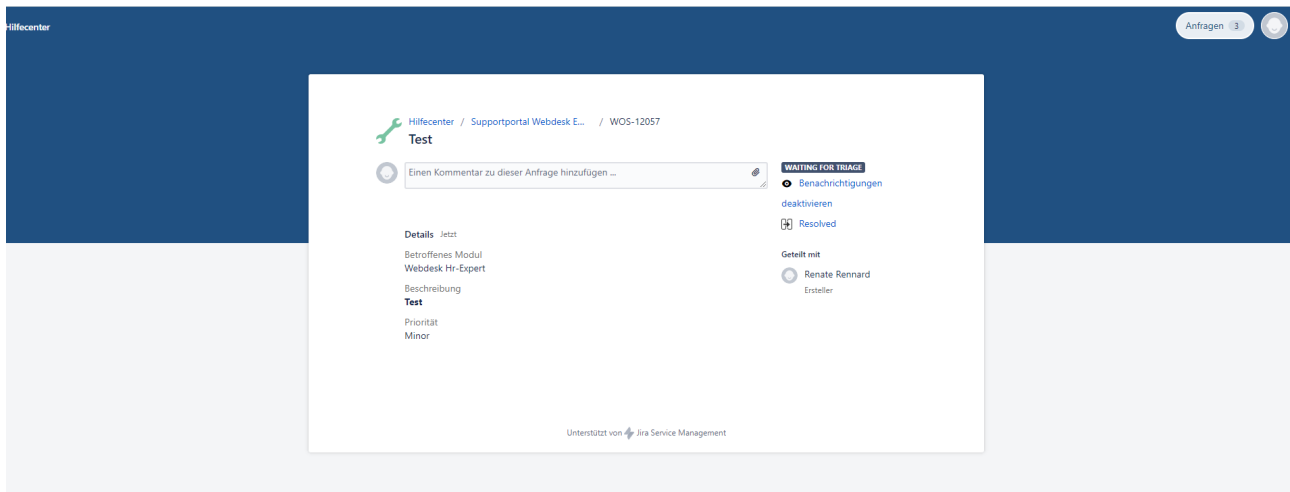 Hilfecenter
Anfragen 3
Hilfecenter / Supportportal Webdesk E... / WOS-12057
Test
Einen Kommentar zu dieser Anfrage hinzufügen ...
WAITING FOR TRIAGE
Benachrichtigungen
deaktivieren
Resolved
Details Jetzt
Betroffenes Modul
Webdesk Hr-Expert
Beschreibung
Test
Priorität
Minor
Geteilt mit
Renate Rennard
Ersteller
Unterstützt von Jira Service Management